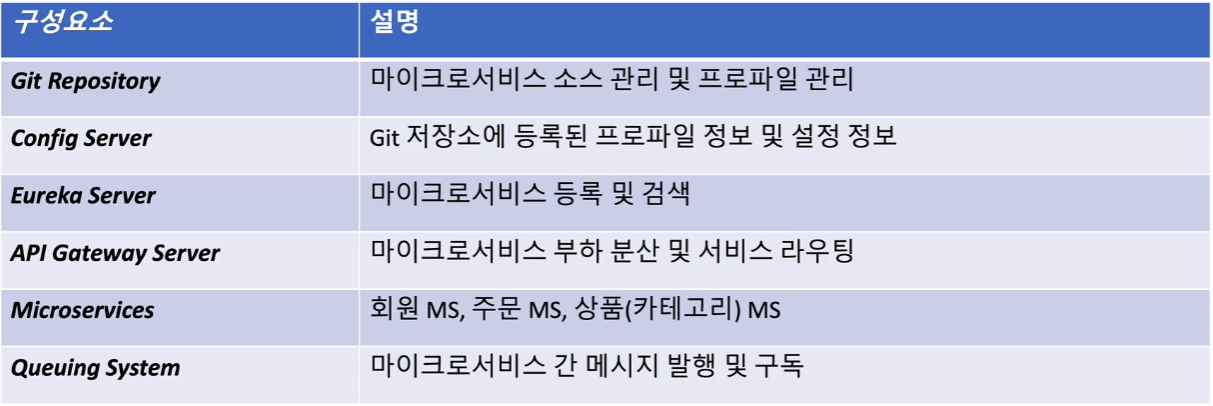 구성요소 설명
Git Repository 마이크로서비스 소스 관리 및 프로파일 관리
Config Server Git 저장소에 등록된 프로파일 정보 및 설정 정보
Eureka Server 마이크로서비스 등록 및 검색
API Gateway Server 마이크로서비스 부하 분산 및 서비스 라우팅
Microservices 회원 MS, 주문 MS, 상품(카테고리) MS
Queuing System 마이크로서비스 간 메시지 발행 및 구독